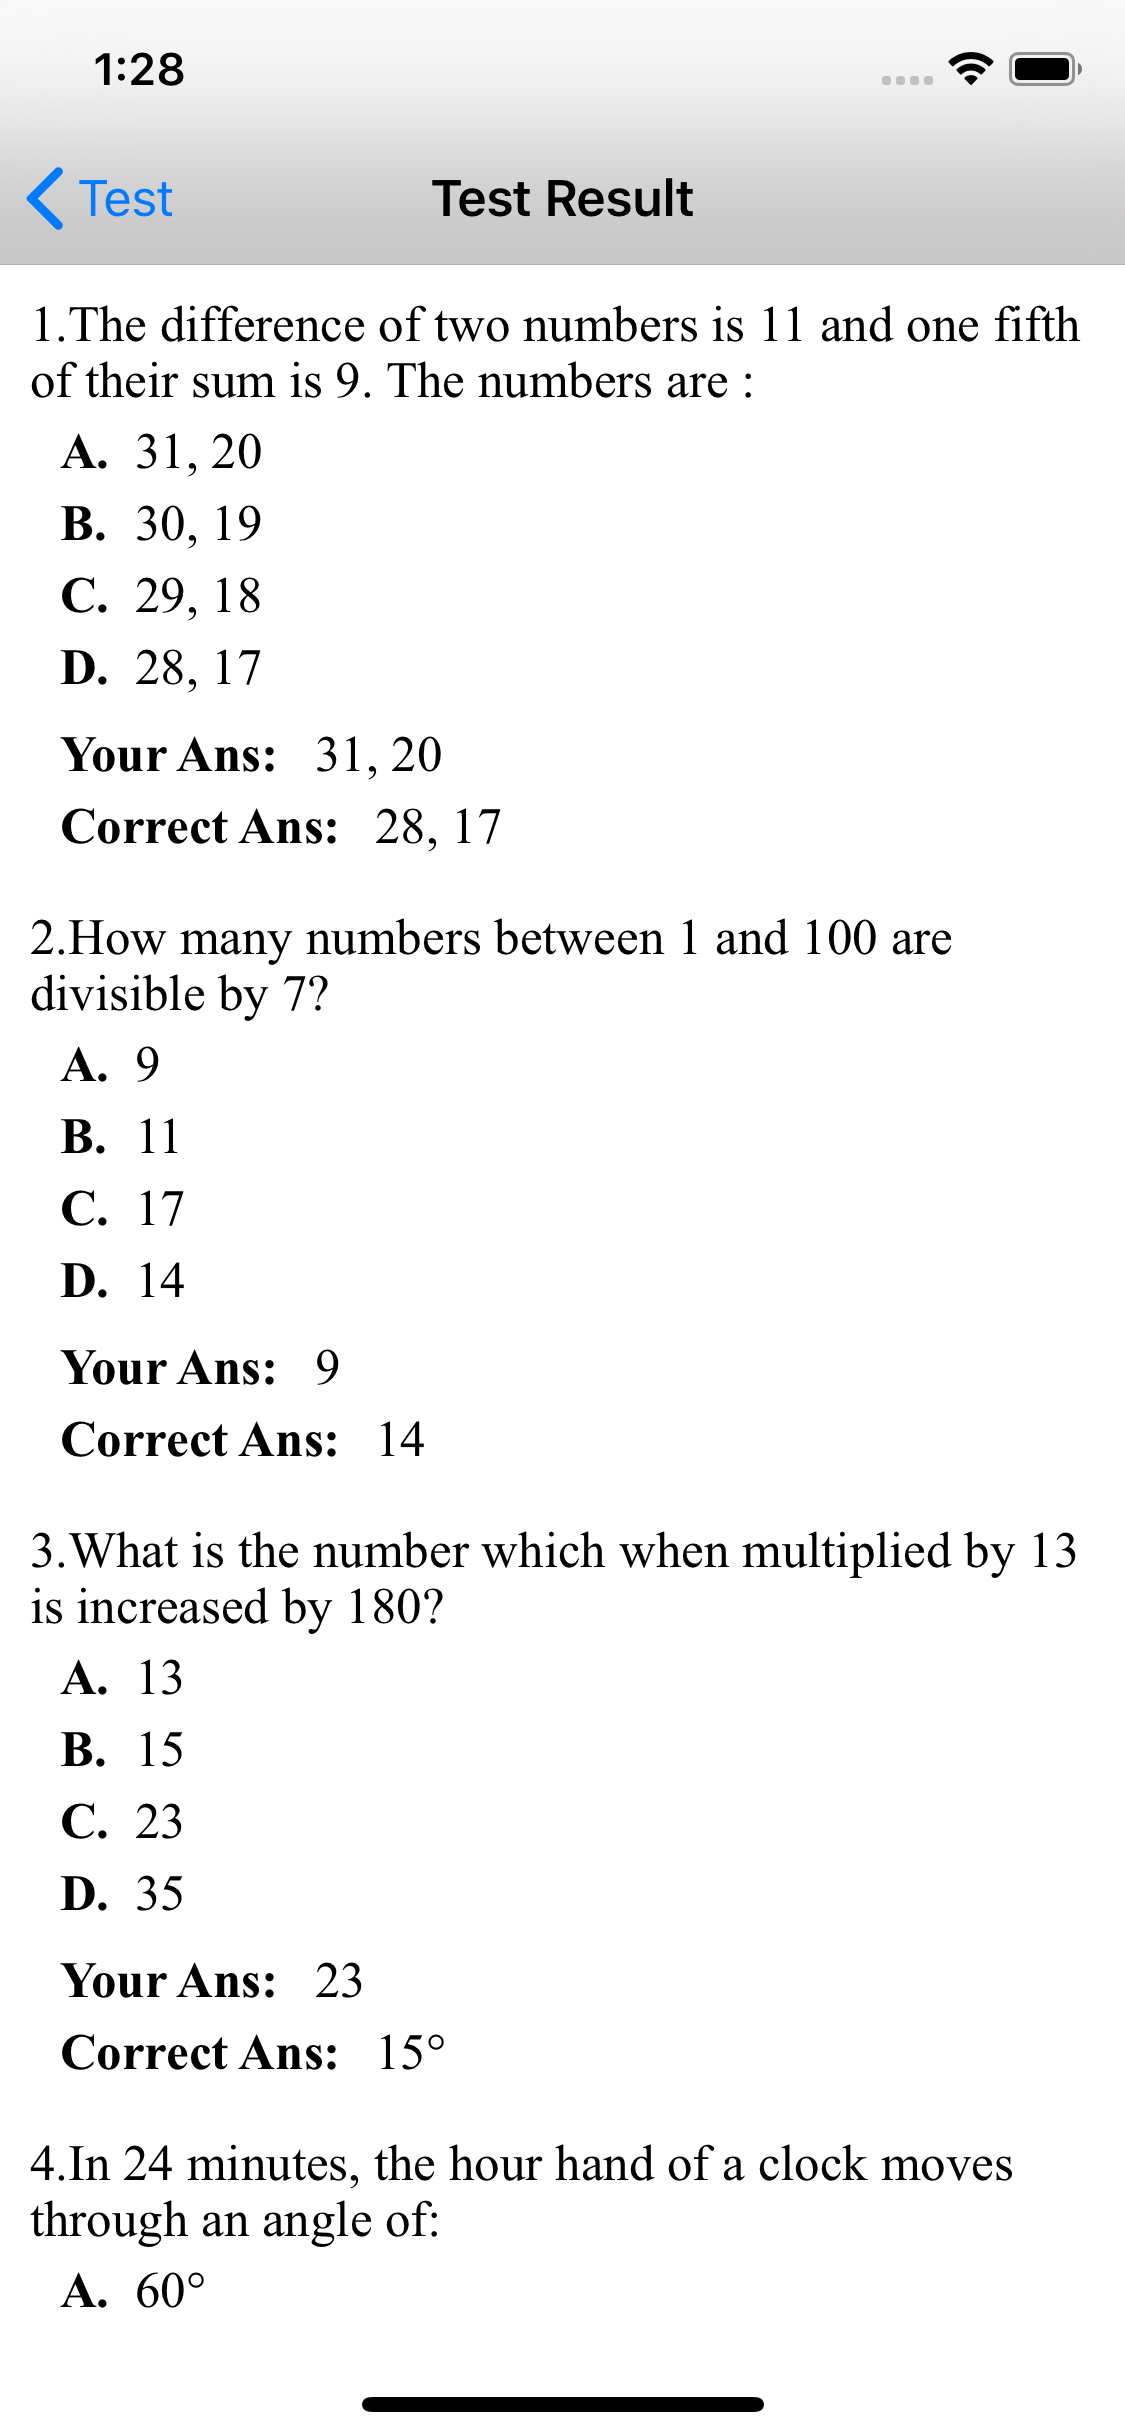 1:28
Test
Test Result
1.The difference of two numbers is 11 and one fifth
of their sum is 9. The numbers are :
A. 31, 20
B. 30, 19
C. 29, 18
D. 28, 17
Your Ans: 31, 20
Correct Ans: 28, 17
2.How many numbers between 1 and 100 are
divisible by 7?
A. 9
B. 11
C. 17
D. 14
Your Ans: 9
Correct Ans: 14
3.What is the number which when multiplied by 13
is increased by 180?
A. 13
B. 15
C. 23
D. 35
Your Ans: 23
Correct Ans: 15°
4.In 24 minutes, the hour hand of a clock moves
through an angle of:
A. 60°